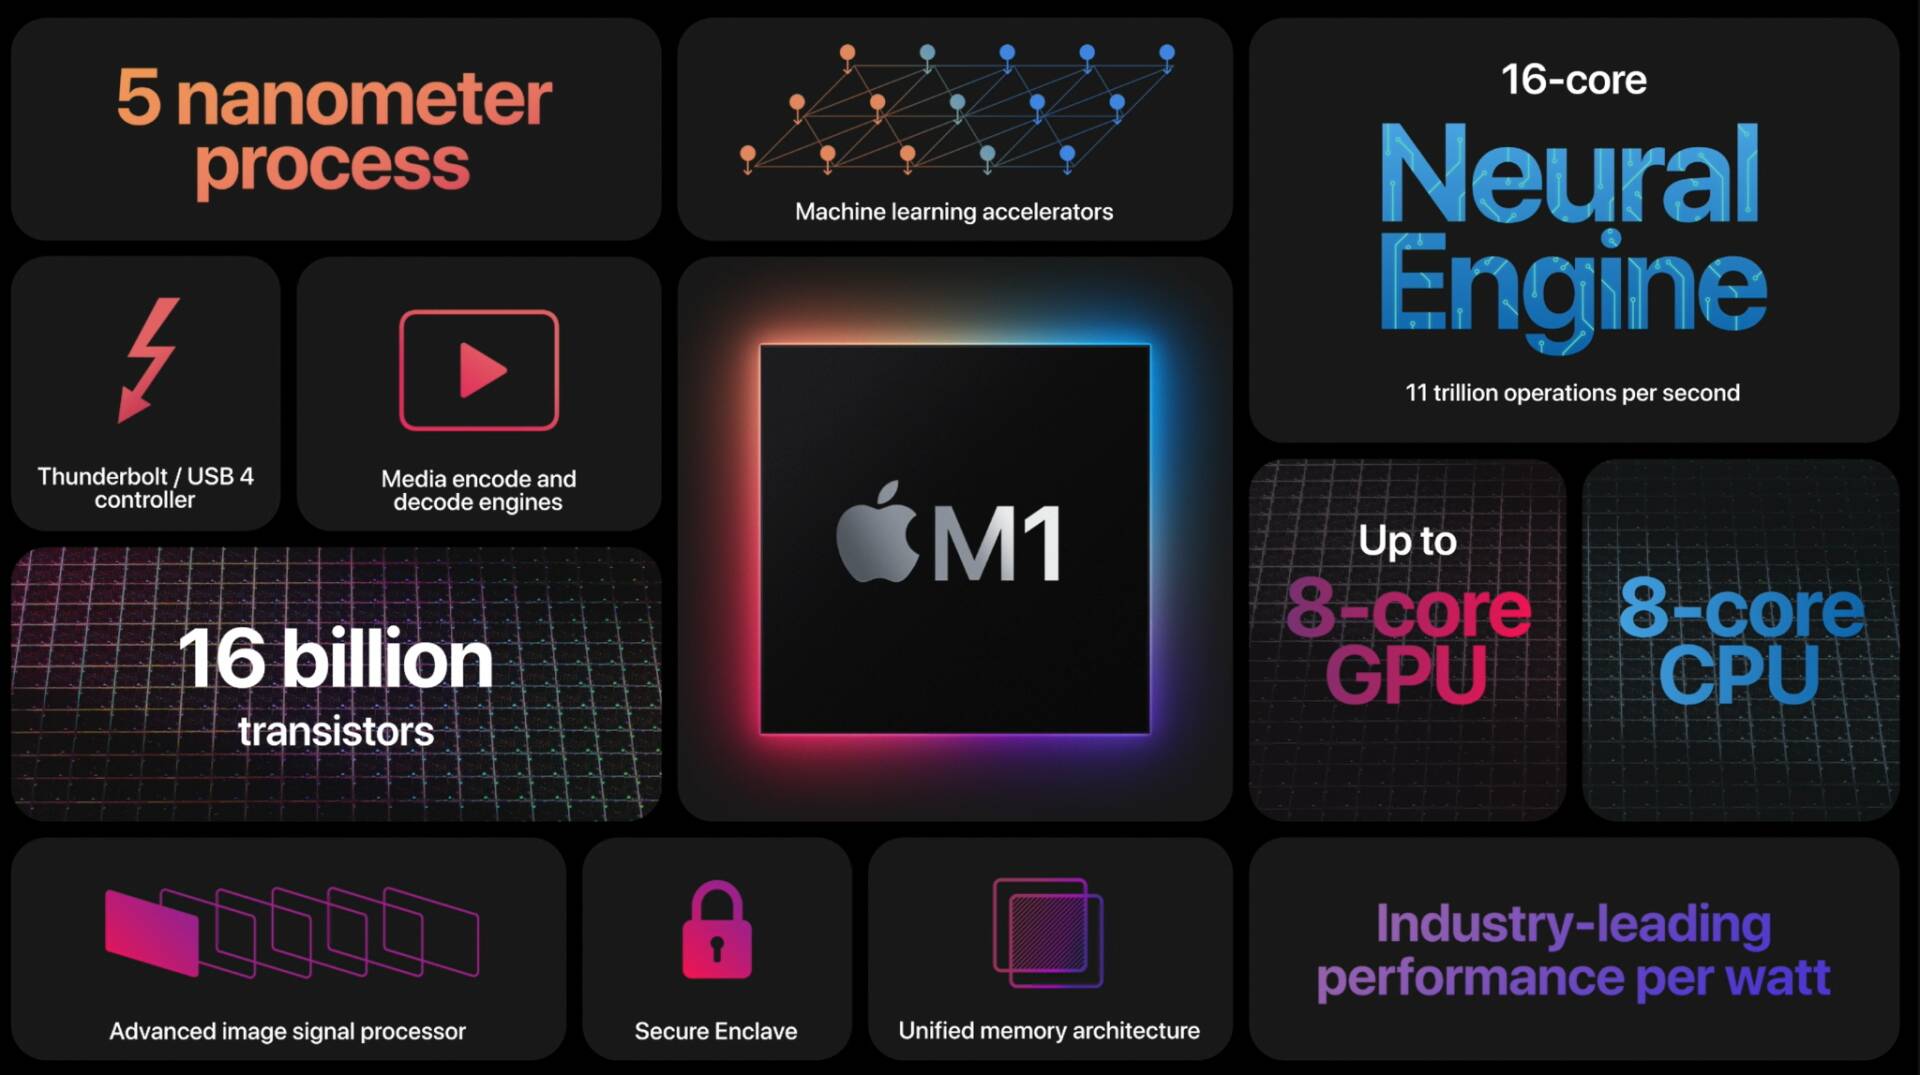 5 nanometer
process
Machine learning accelerators
16-core
Neural
Engine
11 trillion operations per second
Thunderbolt / USB 4
controller
Media encode and
decode engines
M1
Up to
8-core
GPU
8-core
CPU
16 billion
transistors
Advanced image signal processor
Secure Enclave
Unified memory architecture
Industry-leading
performance per watt